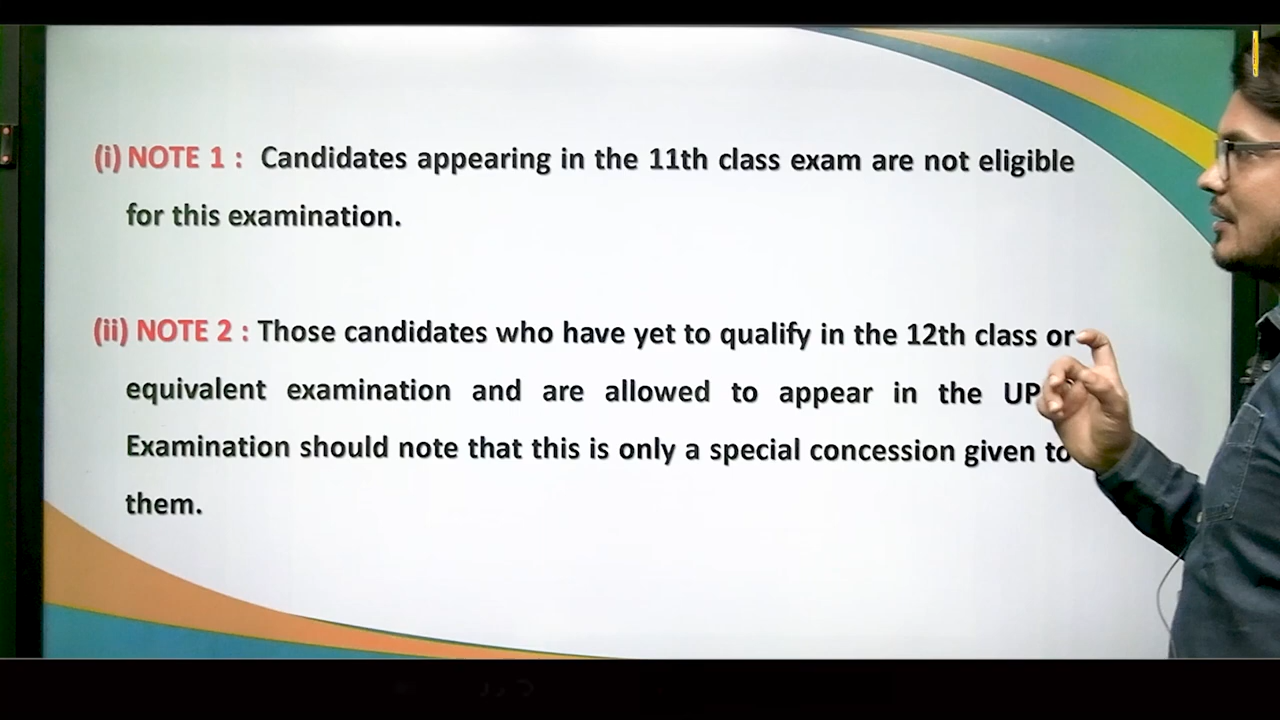 (i) NOTE 1 : Candidates appearing in the 11th class exam are not eligible
for this examination.
(ii) NOTE 2 : Those candidates who have yet to qualify in the 12th class or
equivalent examination and are allowed to appear in the
Examination should note that this is only a special concession given to
them.